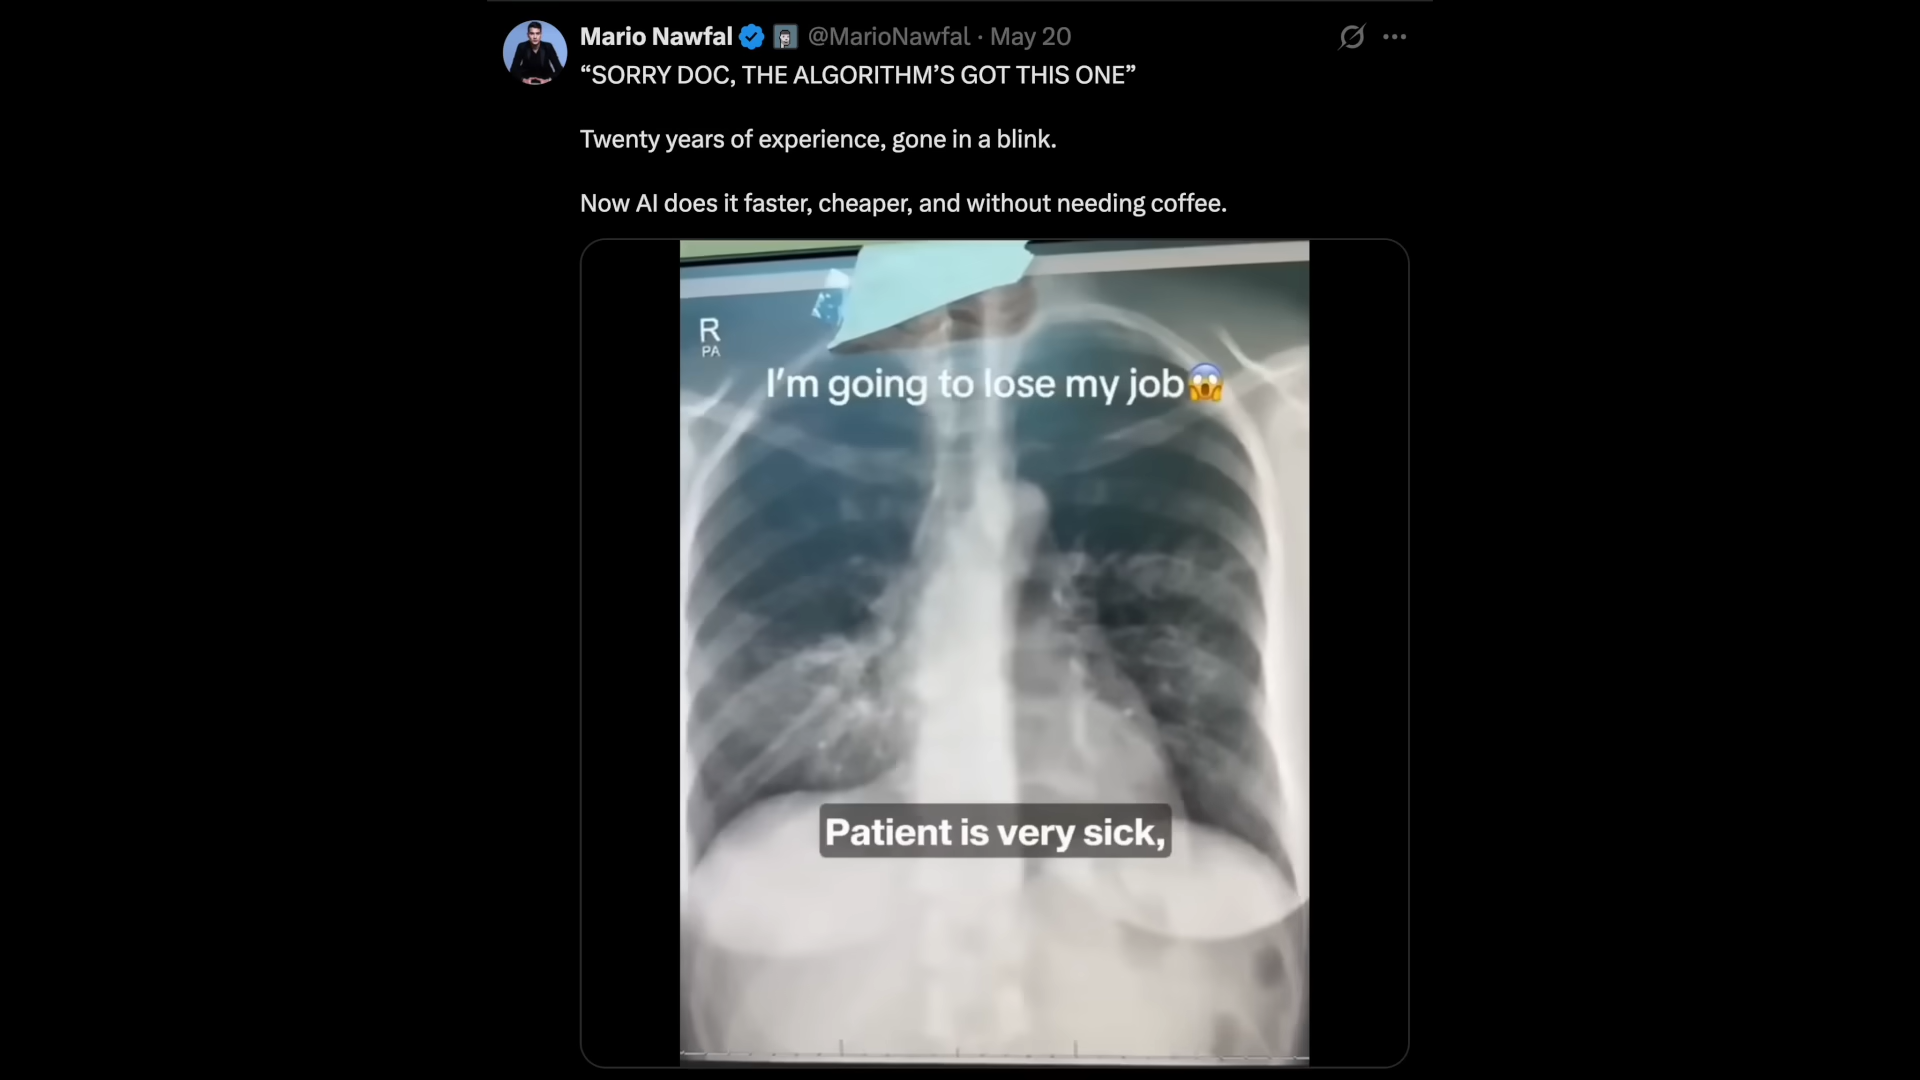 Mario Nawfal @MarioNawfal · May 20
“SORRY DOC, THE ALGORITHM’S GOT THIS ONE”
Twenty years of experience, gone in a blink.
Now AI does it faster, cheaper, and without needing coffee.
R
PA
I’m going to lose my job😱
Patient is very sick,